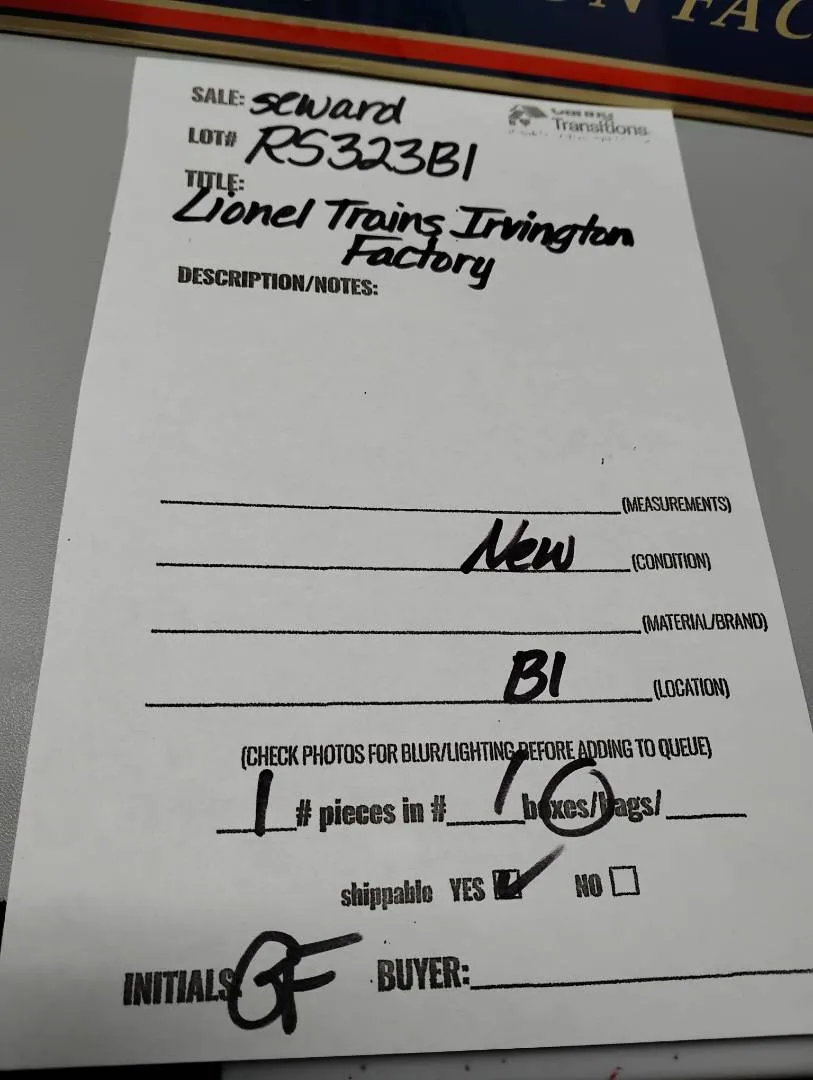 N FAC
SALE: seward
Transitions
LOT# RS323B1
TITLE:
Lionel Trains Irvington
Factory
DESCRIPTION/NOTES:
(MEASUREMENTS)
New (CONDITION)
(MATERIAL/BRAND)
B1 (LOCATION)
(CHECK PHOTOS FOR BLUR/LIGHTING BEFORE ADDING TO QUEUE)
1 # pieces in # 1 boxes/bags/
shippable YES NO
INITIALS GF BUYER: